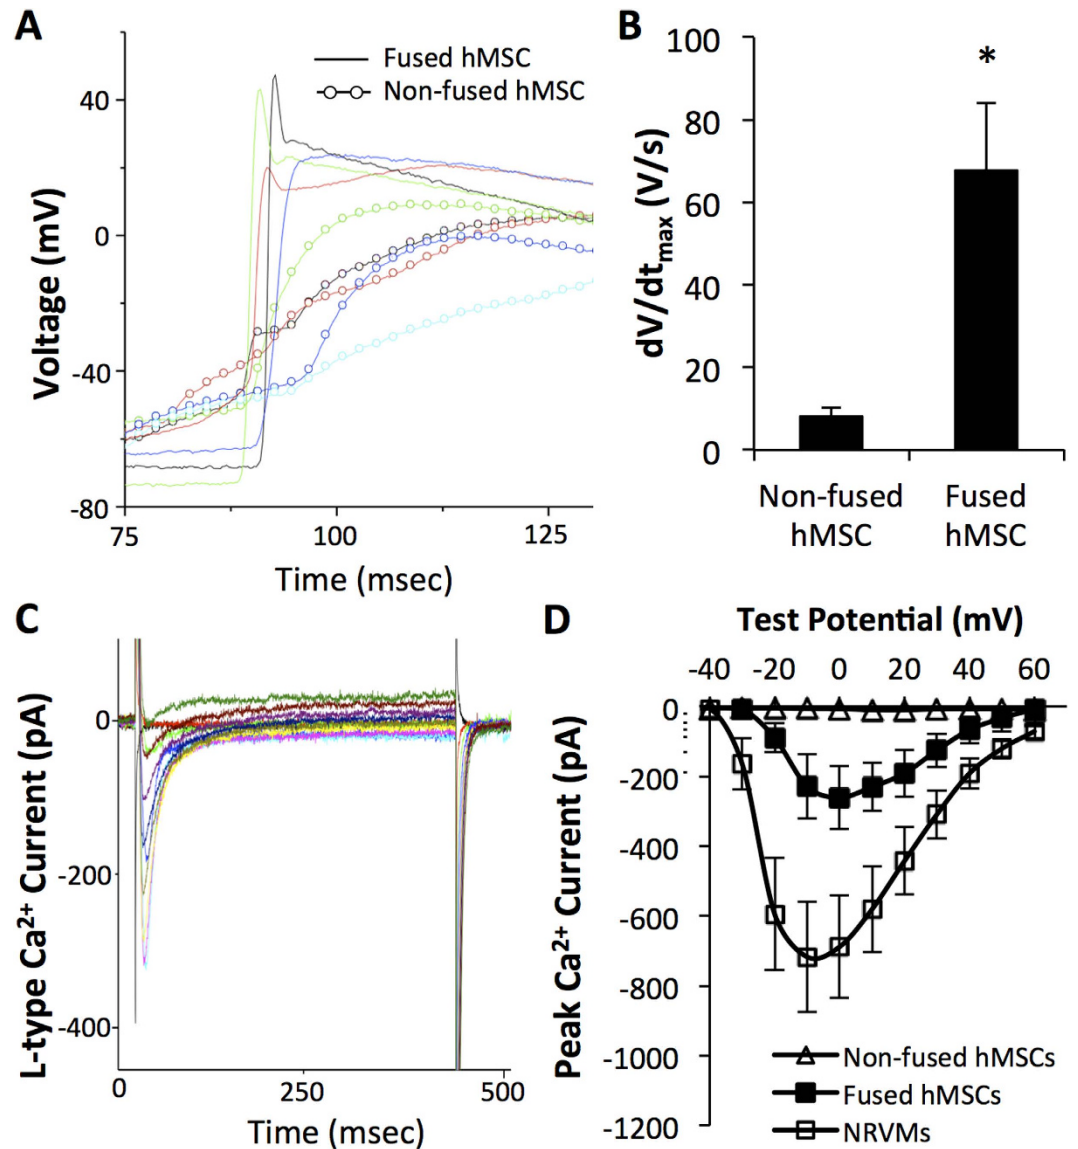 A
Fused hMSC
Non-fused hMSC
40
0
-40
-80
75
100
125
Voltage (mV)
Time (msec)
B
*
100
80
60
40
20
0
dV/dtmax (V/s)
Non-fused
hMSC
Fused
hMSC
C
0
-200
-400
0
250
500
L-type Ca²⁺ Current (pA)
Time (msec)
D
Test Potential (mV)
-40
-20
0
20
40
60
0
-200
-400
-600
-800
-1000
-1200
Peak Ca²⁺ Current (pA)
Non-fused hMSCs
Fused hMSCs
NRVMs